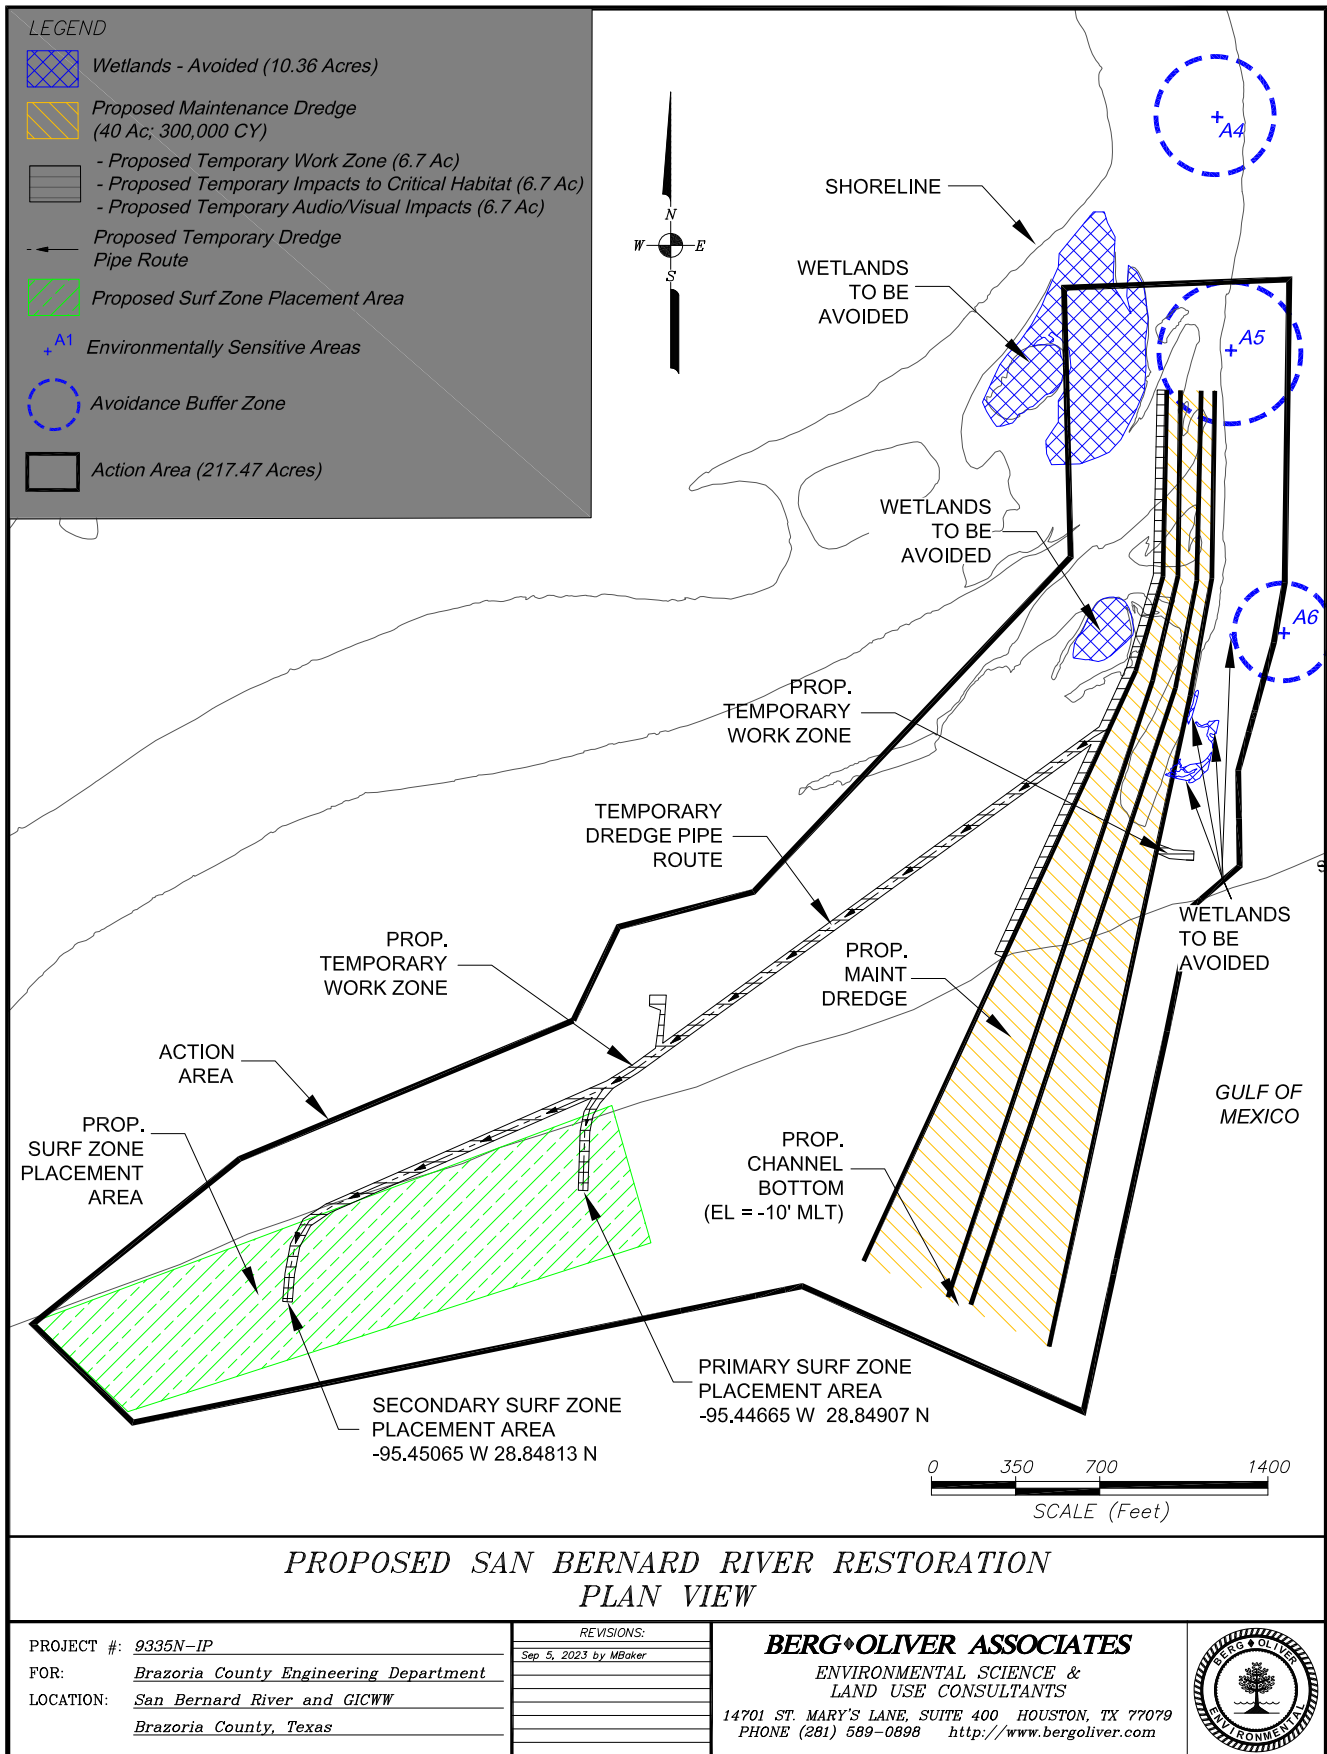 LEGEND
Wetlands - Avoided (10.36 Acres)
Proposed Maintenance Dredge
(40 Ac; 300,000 CY)
- Proposed Temporary Work Zone (6.7 Ac)
- Proposed Temporary Impacts to Critical Habitat (6.7 Ac)
- Proposed Temporary Audio/Visual Impacts (6.7 Ac)
Proposed Temporary Dredge
Pipe Route
Proposed Surf Zone Placement Area
A1
Environmentally Sensitive Areas
Avoidance Buffer Zone
Action Area (217.47 Acres)
N
W
E
S
A4
SHORELINE
WETLANDS
TO BE
AVOIDED
A5
WETLANDS
TO BE
AVOIDED
A6
PROP.
TEMPORARY
WORK ZONE
TEMPORARY
DREDGE PIPE
ROUTE
WETLANDS
TO BE
AVOIDED
PROP.
TEMPORARY
WORK ZONE
PROP.
MAINT
DREDGE
ACTION
AREA
GULF OF
MEXICO
PROP.
SURF ZONE
PLACEMENT
AREA
PROP.
CHANNEL
BOTTOM
(EL = -10' MLT)
PRIMARY SURF ZONE
PLACEMENT AREA
-95.44665 W 28.84907 N
SECONDARY SURF ZONE
PLACEMENT AREA
-95.45065 W 28.84813 N
0 350 700 1400
SCALE (Feet)
PROPOSED SAN BERNARD RIVER RESTORATION
PLAN VIEW
PROJECT #: 9335N-IP
FOR: Brazoria County Engineering Department
LOCATION: San Bernard River and GICWW
Brazoria County, Texas
REVISIONS:
Sep 5, 2023 by MBaker
BERG◆OLIVER ASSOCIATES
ENVIRONMENTAL SCIENCE &
LAND USE CONSULTANTS
14701 ST. MARY'S LANE, SUITE 400 HOUSTON, TX 77079
PHONE (281) 589-0898 http://www.bergoliver.com
BERG ◆ OLIVER
ENVIRONMENTAL